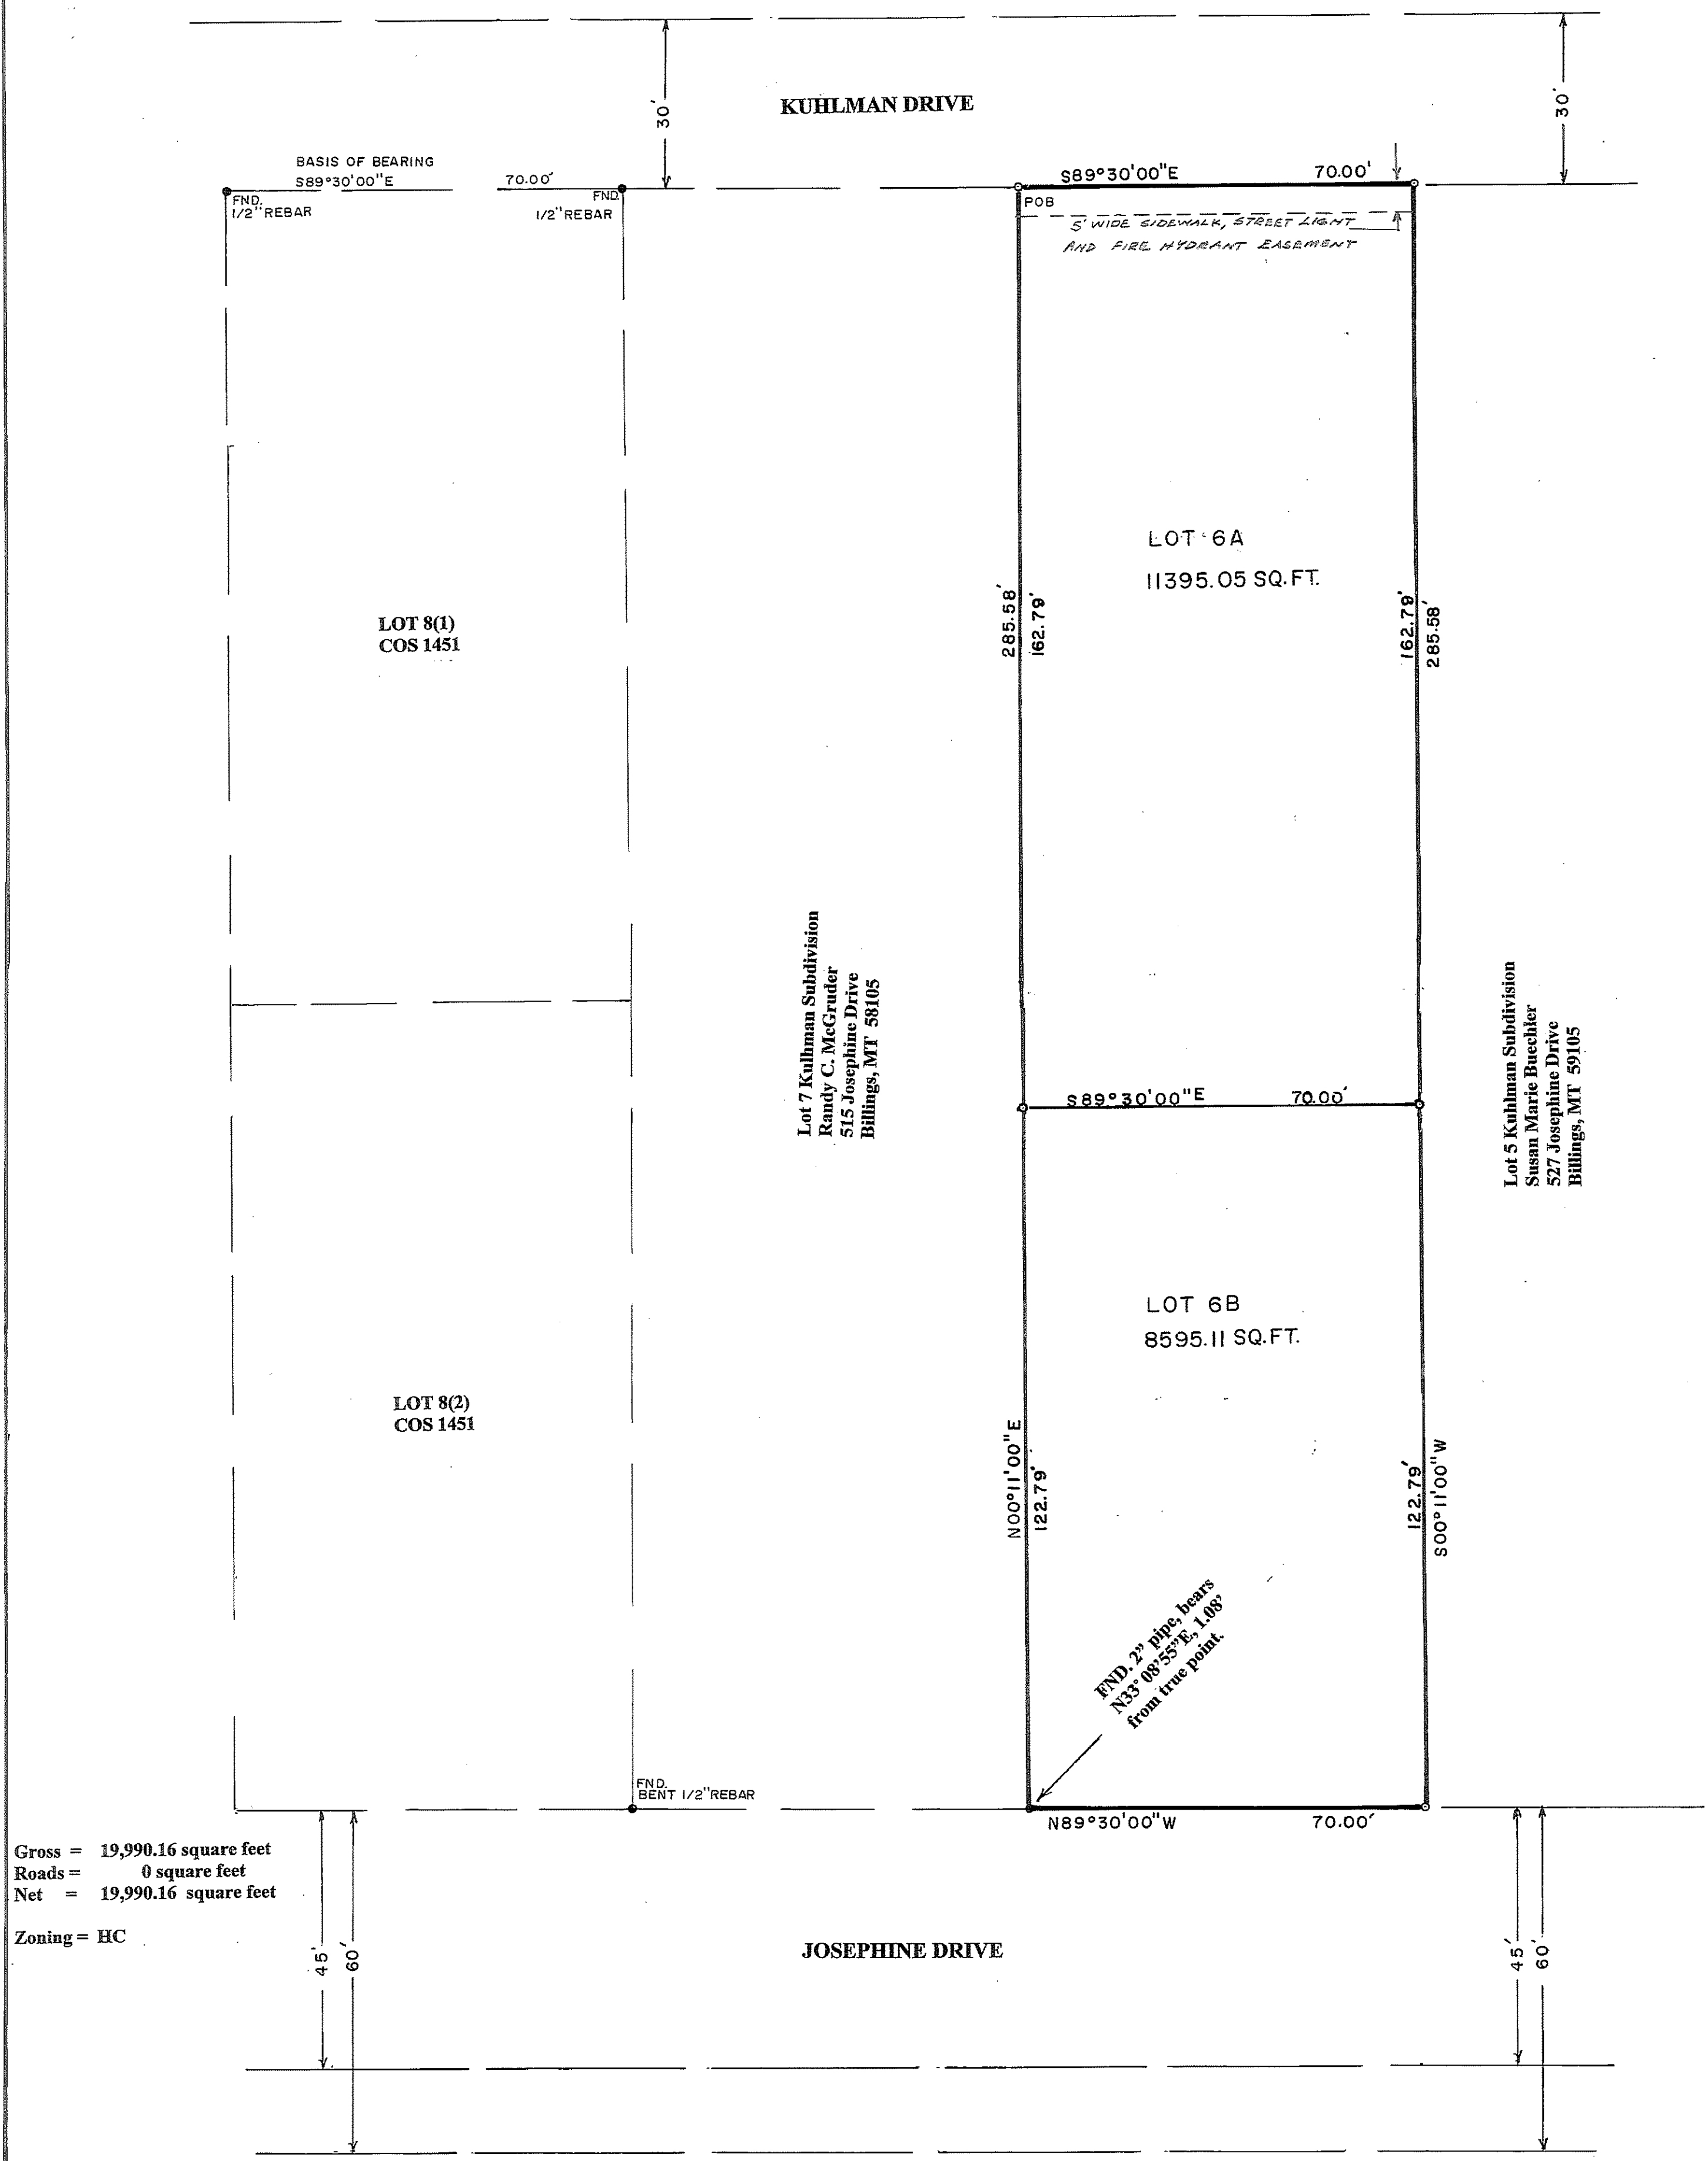 30'
KUHLMAN DRIVE
30'
BASIS OF BEARING
S89°30'00"E 70.00'
FND.
1/2" REBAR
FND.
1/2" REBAR
S89°30'00"E 70.00'
POB
5' WIDE SIDEWALK, STREET LIGHT
AND FIRE HYDRANT EASEMENT
LOT 6A
11395.05 SQ.FT.
285.58'
162.79'
162.79'
285.58'
LOT 8(1)
COS 1451
Lot 7 Kulhman Subdivision
Randy C. McGruder
515 Josephine Drive
Billings, MT 58105
Lot 5 Kuhlman Subdivision
Susan Marie Buechler
527 Josephine Drive
Billings, MT 59105
S89°30'00"E 70.00'
LOT 6B
8595.11 SQ.FT.
LOT 8(2)
COS 1451
N00°11'00"E
122.79'
122.79'
S00°11'00"W
FND. 2" pipe, bears
N33°08'55"E, 1.08'
from true point.
FND.
BENT 1/2" REBAR
N89°30'00"W 70.00'
Gross = 19,990.16 square feet
Roads = 0 square feet
Net = 19,990.16 square feet
Zoning = HC
45'
60'
JOSEPHINE DRIVE
45'
60'